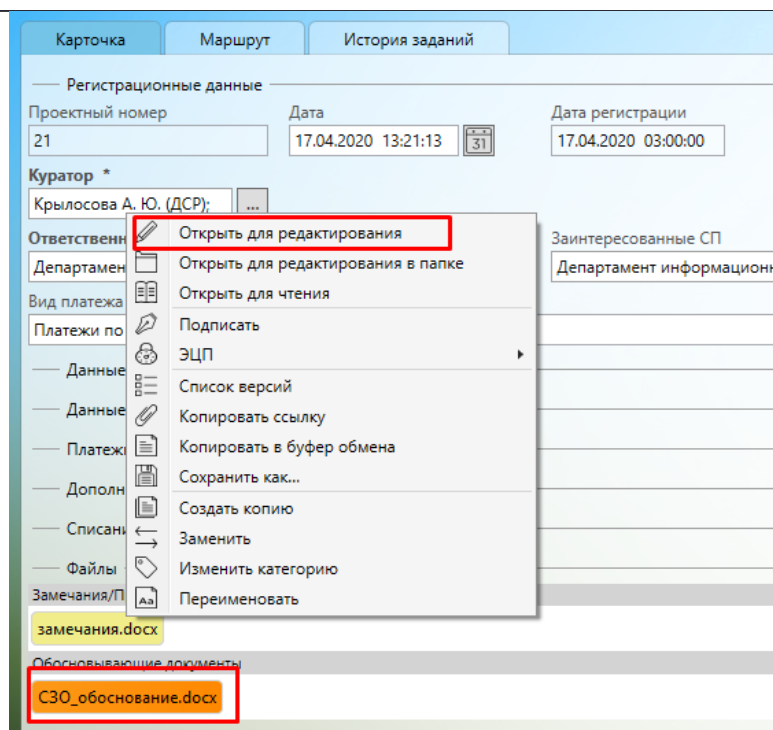 Карточка
Маршрут
История заданий
Регистрационные данные
Проектный номер
Дата
Дата регистрации
21
17.04.2020 13:21:13
31
17.04.2020 03:00:00
Куратор *
Крылосова А. Ю. (ДСР);
...
Ответственн
Заинтересованные СП
Департамен
Департамент информационн
Вид платежа
Платежи по
Данные
Данные
Платежи
Дополн
Списани
Файлы
Открыть для редактирования
Открыть для редактирования в папке
Открыть для чтения
Подписать
ЭЦП
Список версий
Копировать ссылку
Копировать в буфер обмена
Сохранить как...
Создать копию
Заменить
Изменить категорию
Aa Переименовать
Замечания/П
замечания.docx
Обосновывающие документы
СЗО_обоснование.docx